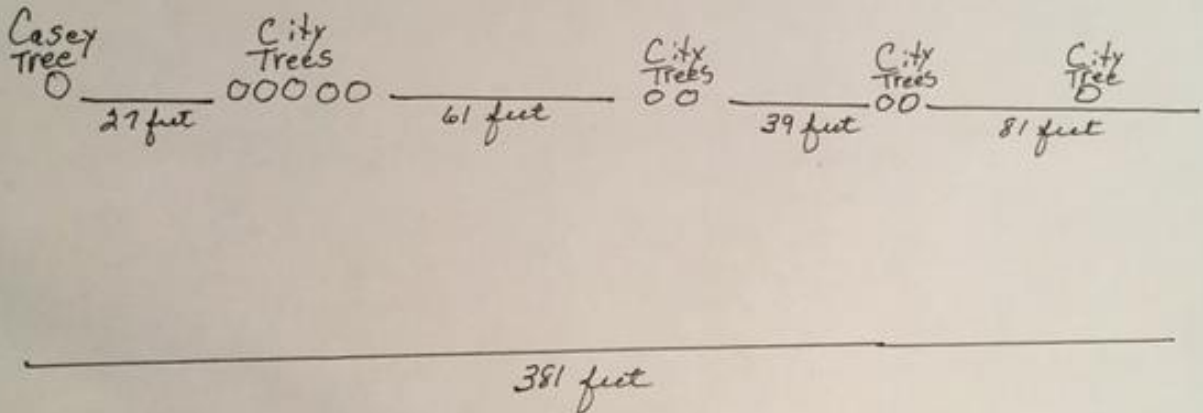 Casey
Tree
City
Trees
City
Trees
City
Trees
City
Tree
27 feet
61 feet
39 feet
81 feet
381 feet